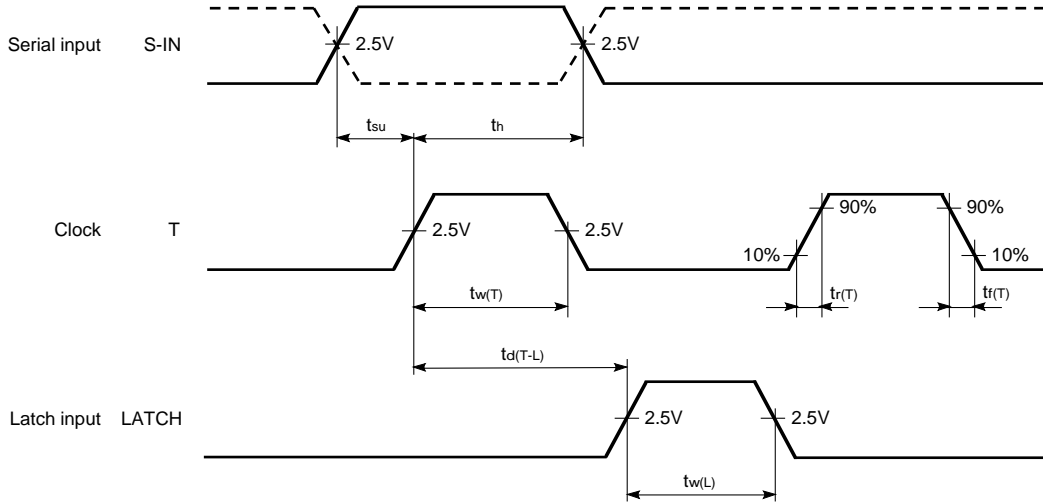 Serial input S-IN 2.5V 2.5V
tsu th
Clock T 2.5V 2.5V 10% 90% 90% 10%
tw(T) tr(T) tf(T)
td(T-L)
Latch input LATCH 2.5V 2.5V
tw(L)